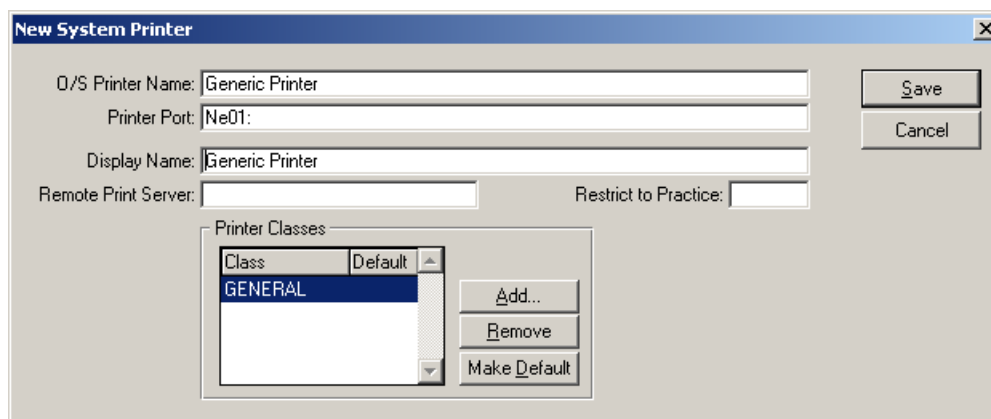 New System Printer
O/S Printer Name: Generic Printer
Save
Printer Port: Ne01:
Cancel
Display Name: Generic Printer
Remote Print Server:
Restrict to Practice:
Printer Classes
Class Default
GENERAL
Add...
Remove
Make Default